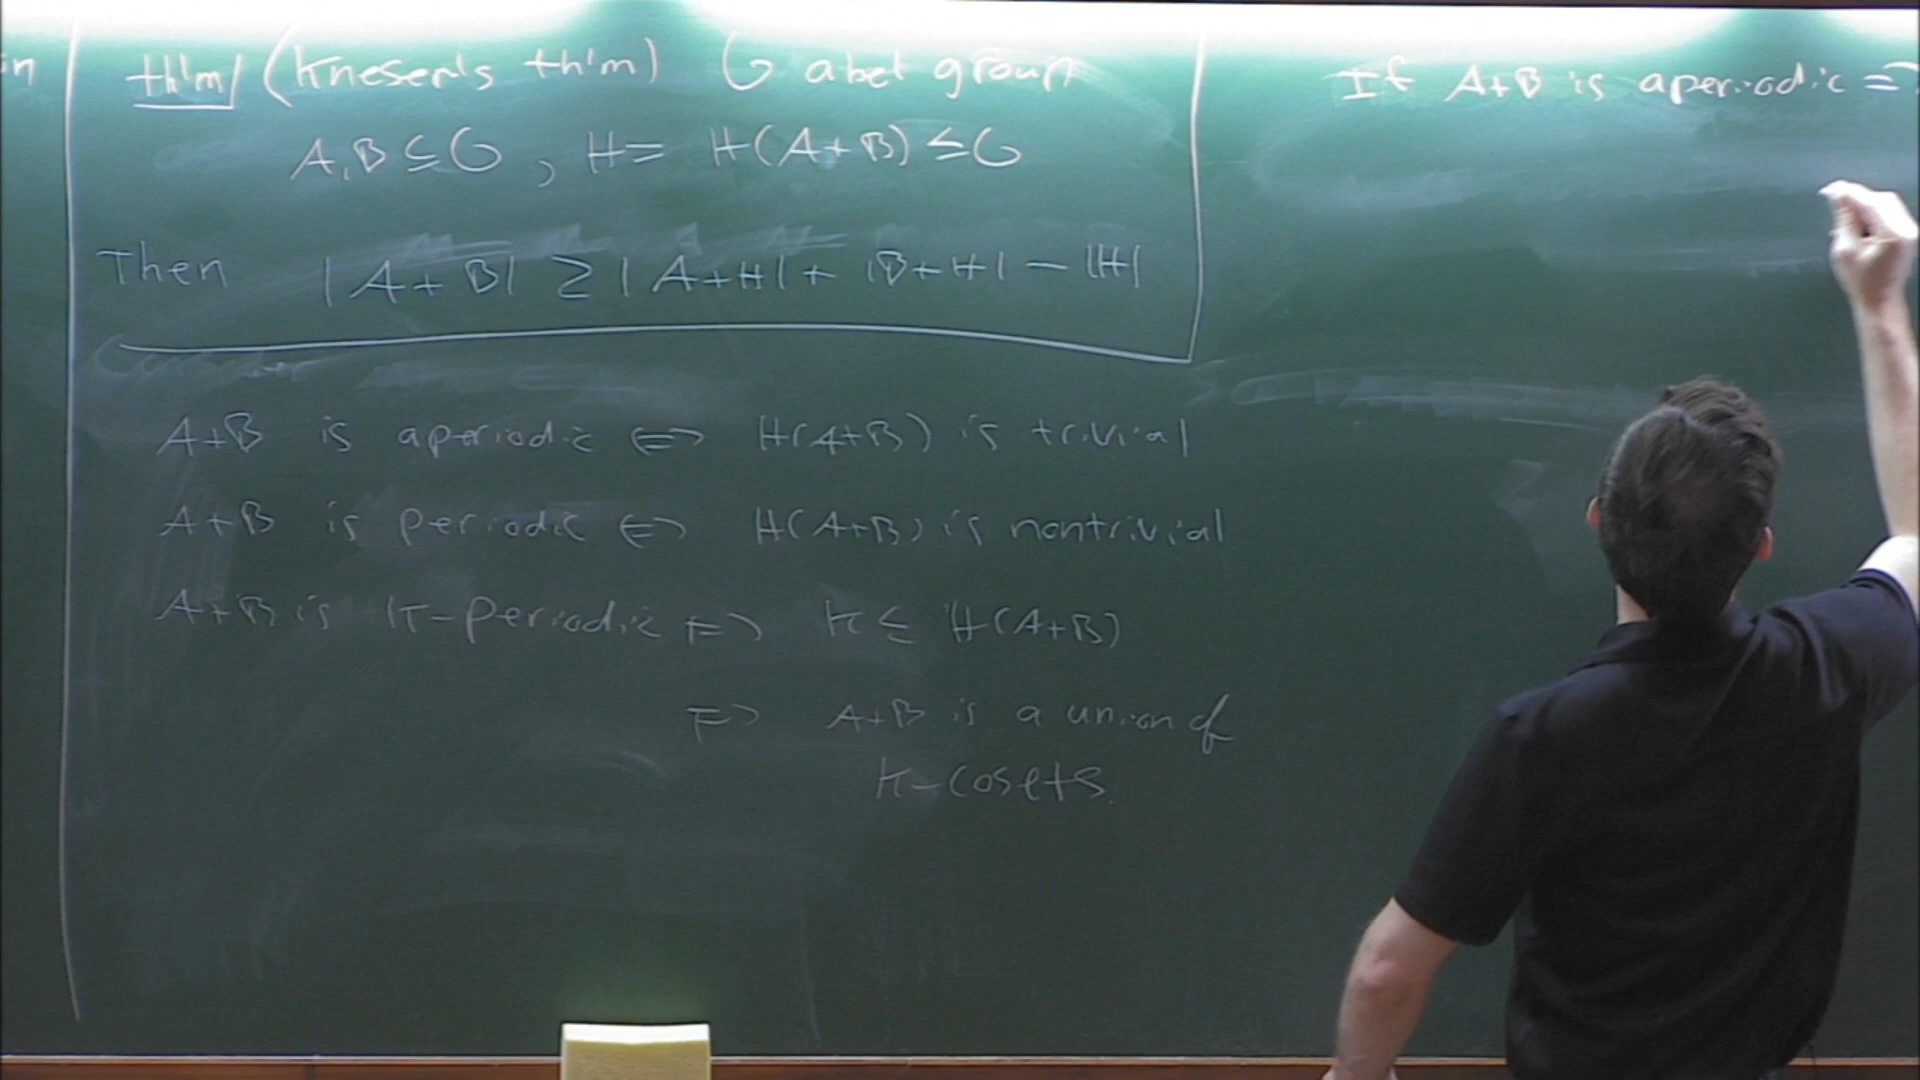 in
th'm (Kneser's th'm) G abel group
A,B ⊆ G , H = H(A+B) ≤ G
Then |A+B| ≥ |A+H| + |B+H| - |H|
A+B is aperiodic ⇔ H(A+B) is trivial
A+B is periodic ⇔ H(A+B) is nontrivial
A+B is K-periodic ⇔ K ≤ H(A+B)
⇔ A+B is a union of
K-cosets.
If A+B is aperiodic ⇒